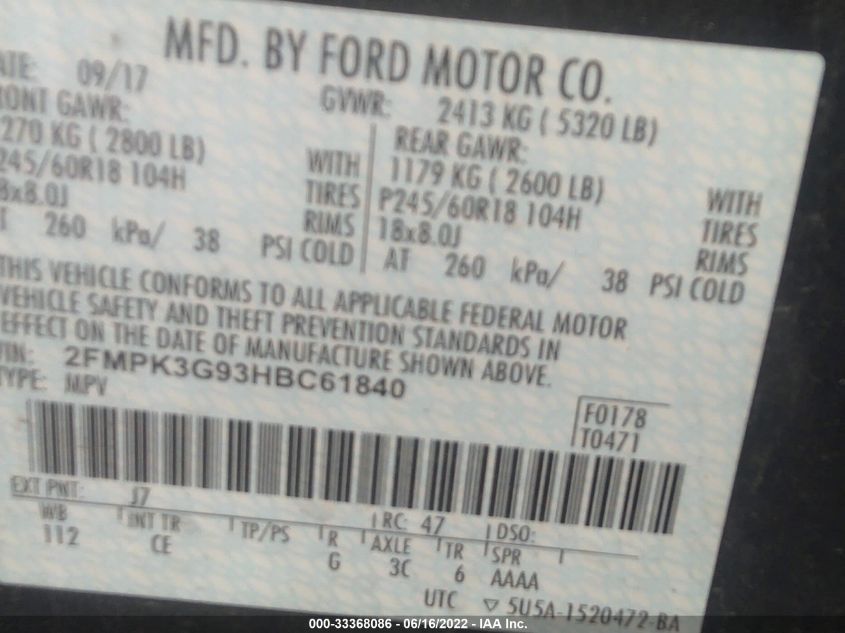 MFD. BY FORD MOTOR CO.
ATE: 09/17 GVWR: 2413 KG ( 5320 LB)
RONT GAWR: REAR GAWR:
270 KG ( 2800 LB) WITH 1179 KG ( 2600 LB) WITH
245/60R18 104H TIRES P245/60R18 104H TIRES
8x8.0J RIMS 18x8.0J RIMS
T 260 kPa/ 38 PSI COLD AT 260 kPa/ 38 PSI COLD
THIS VEHICLE CONFORMS TO ALL APPLICABLE FEDERAL MOTOR
VEHICLE SAFETY AND THEFT PREVENTION STANDARDS IN
EFFECT ON THE DATE OF MANUFACTURE SHOWN ABOVE.
VIN: 2FMPK3G93HBC61840
TYPE: MPV
F0178
T0471
EXT PNT: J7 RC: 47 DSO:
WB INT TR TP/PS R AXLE TR SPR
112 CE G 3C 6 AAAA
UTC ▽ 5U5A-1520472-BA
000-33368086 - 06/16/2022 - IAA Inc.